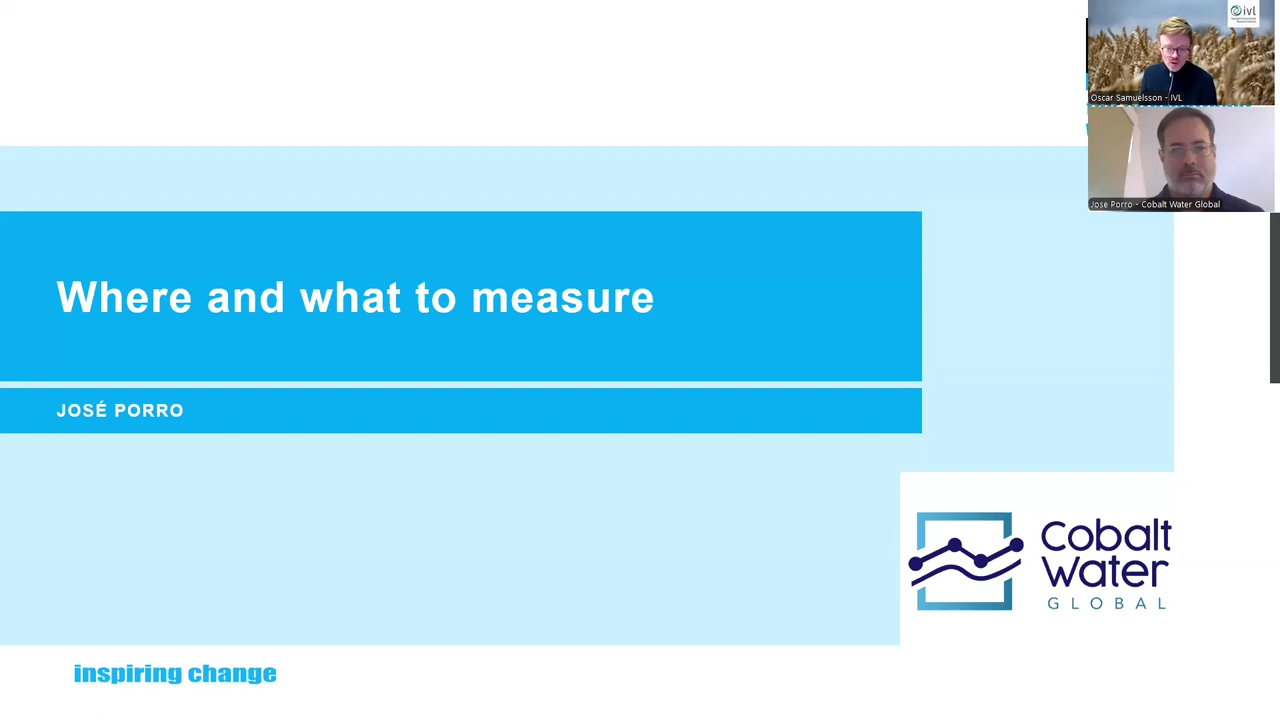 ivl
Oscar Samuelsson - IVL
Jose Porro - Cobalt Water Global
Where and what to measure
JOSÉ PORRO
Cobalt
Water
GLOBAL
inspiring change